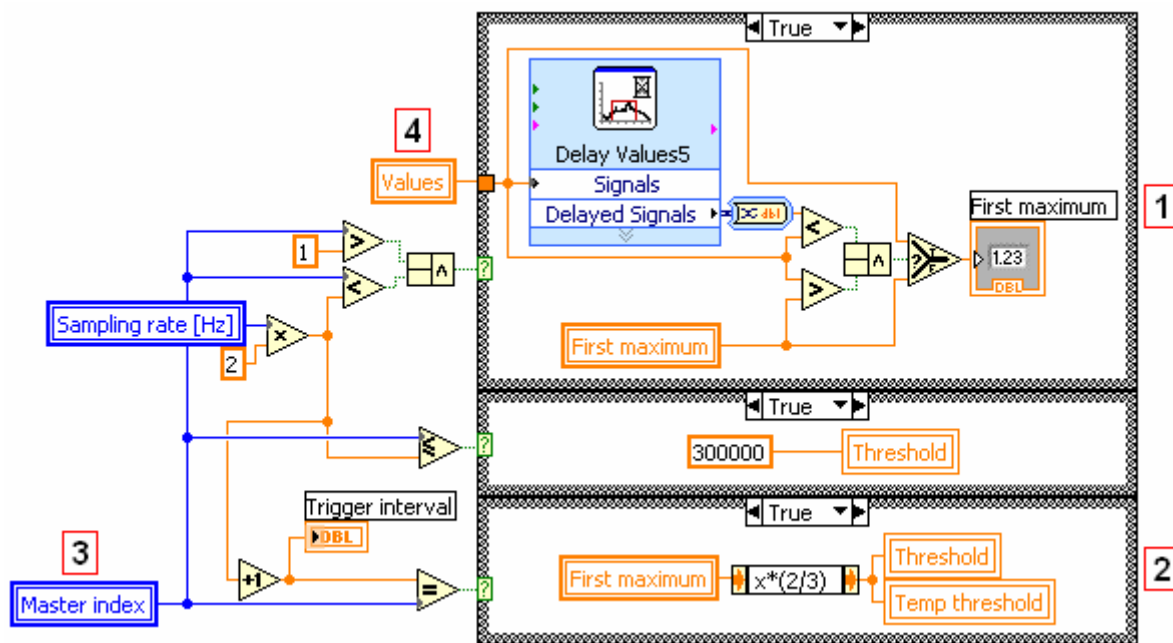 True
4
Delay Values5
Values
Signals
Delayed Signals
dbl
First maximum
1
1.23
DBL
>
<
∧
?
<
>
∧
?
T
F
1
Sampling rate [Hz]
×
2
First maximum
True
≤
?
300000
Threshold
Trigger interval
DBL
True
3
+1
=
?
First maximum
x*(2/3)
Threshold
Temp threshold
2
Master index